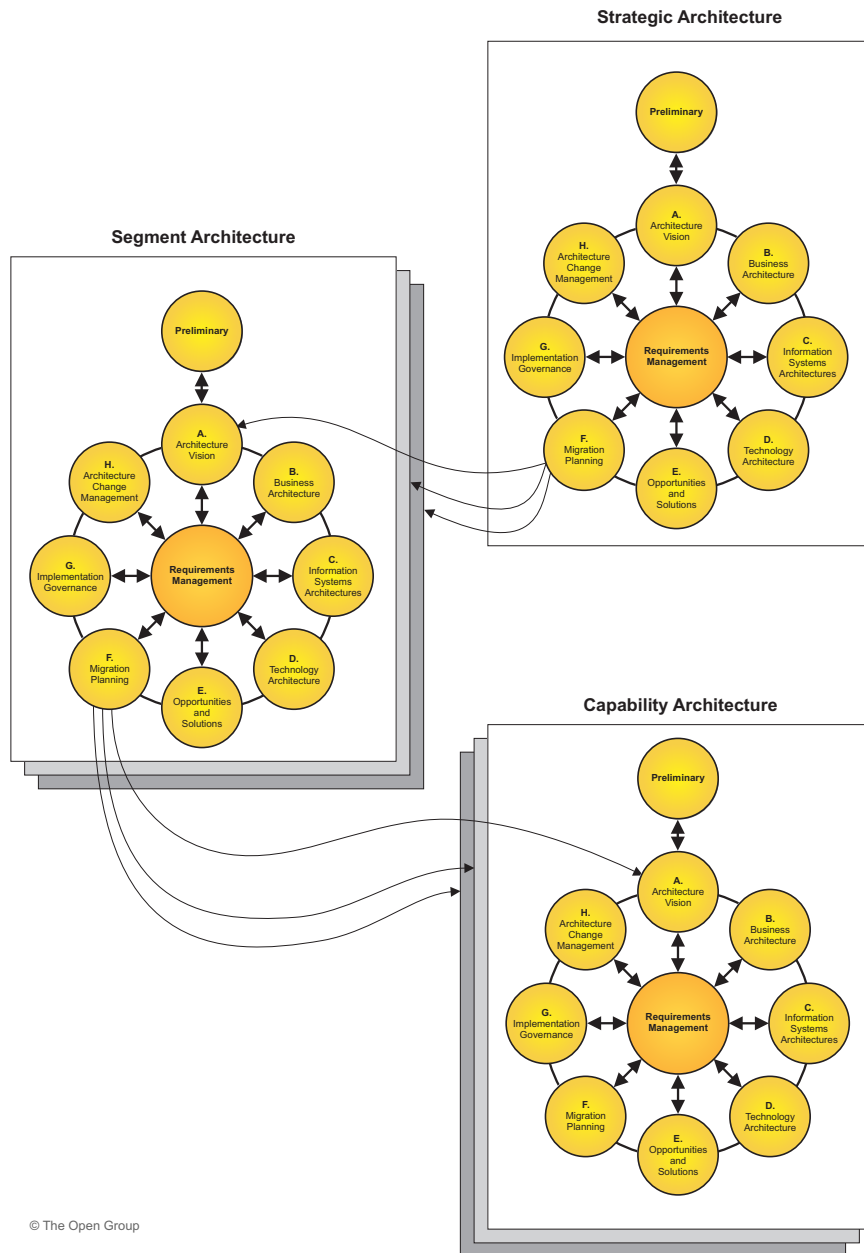 Strategic Architecture
Preliminary
A.
Architecture
Vision
B.
Business
Architecture
C.
Information
Systems
Architectures
D.
Technology
Architecture
E.
Opportunities
and
Solutions
F.
Migration
Planning
G.
Implementation
Governance
H.
Architecture
Change
Management
Requirements
Management
Segment Architecture
Preliminary
A.
Architecture
Vision
B.
Business
Architecture
C.
Information
Systems
Architectures
D.
Technology
Architecture
E.
Opportunities
and
Solutions
F.
Migration
Planning
G.
Implementation
Governance
H.
Architecture
Change
Management
Requirements
Management
Capability Architecture
Preliminary
A.
Architecture
Vision
B.
Business
Architecture
C.
Information
Systems
Architectures
D.
Technology
Architecture
E.
Opportunities
and
Solutions
F.
Migration
Planning
G.
Implementation
Governance
H.
Architecture
Change
Management
Requirements
Management
© The Open Group